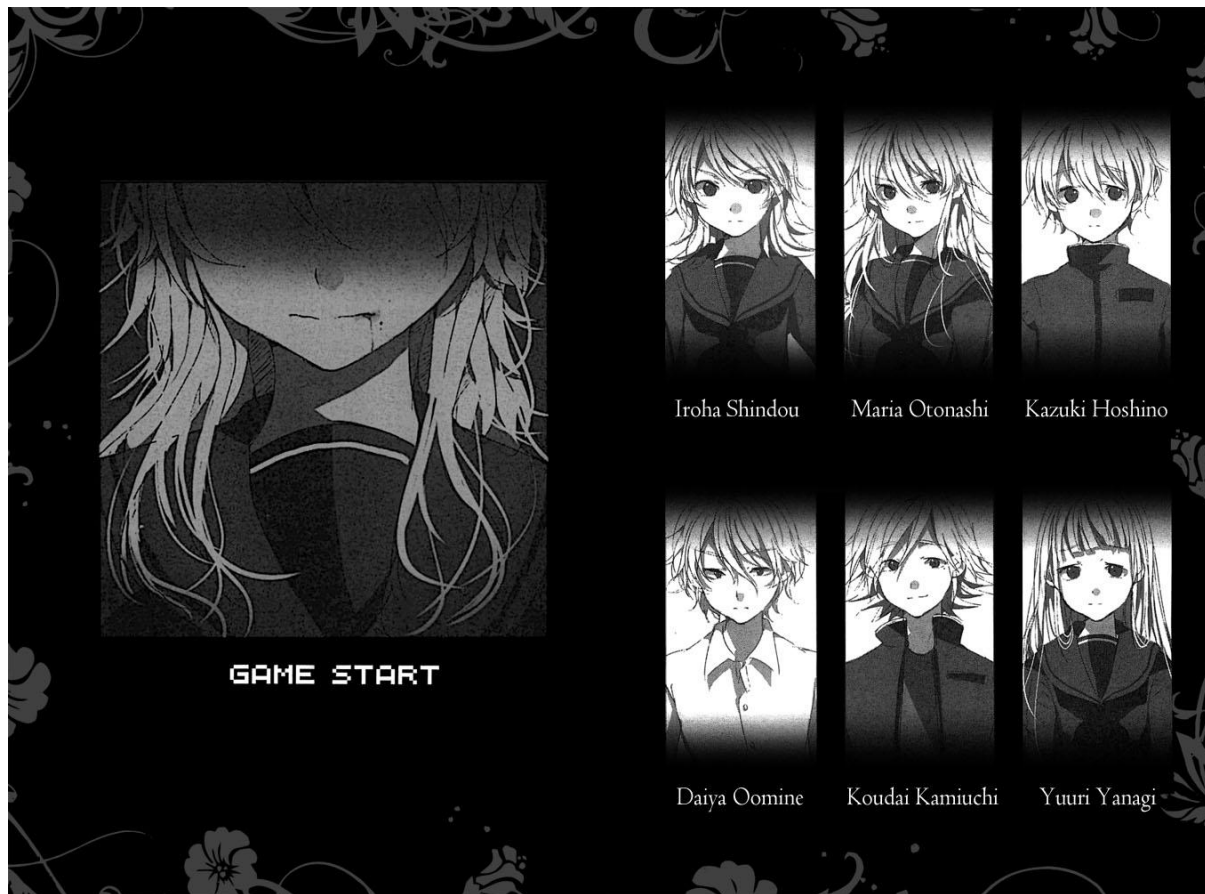 GAME START
Iroha Shindou
Maria Otonashi
Kazuki Hoshino
Daiya Oomine
Koudai Kamiuchi
Yuuri Yanagi